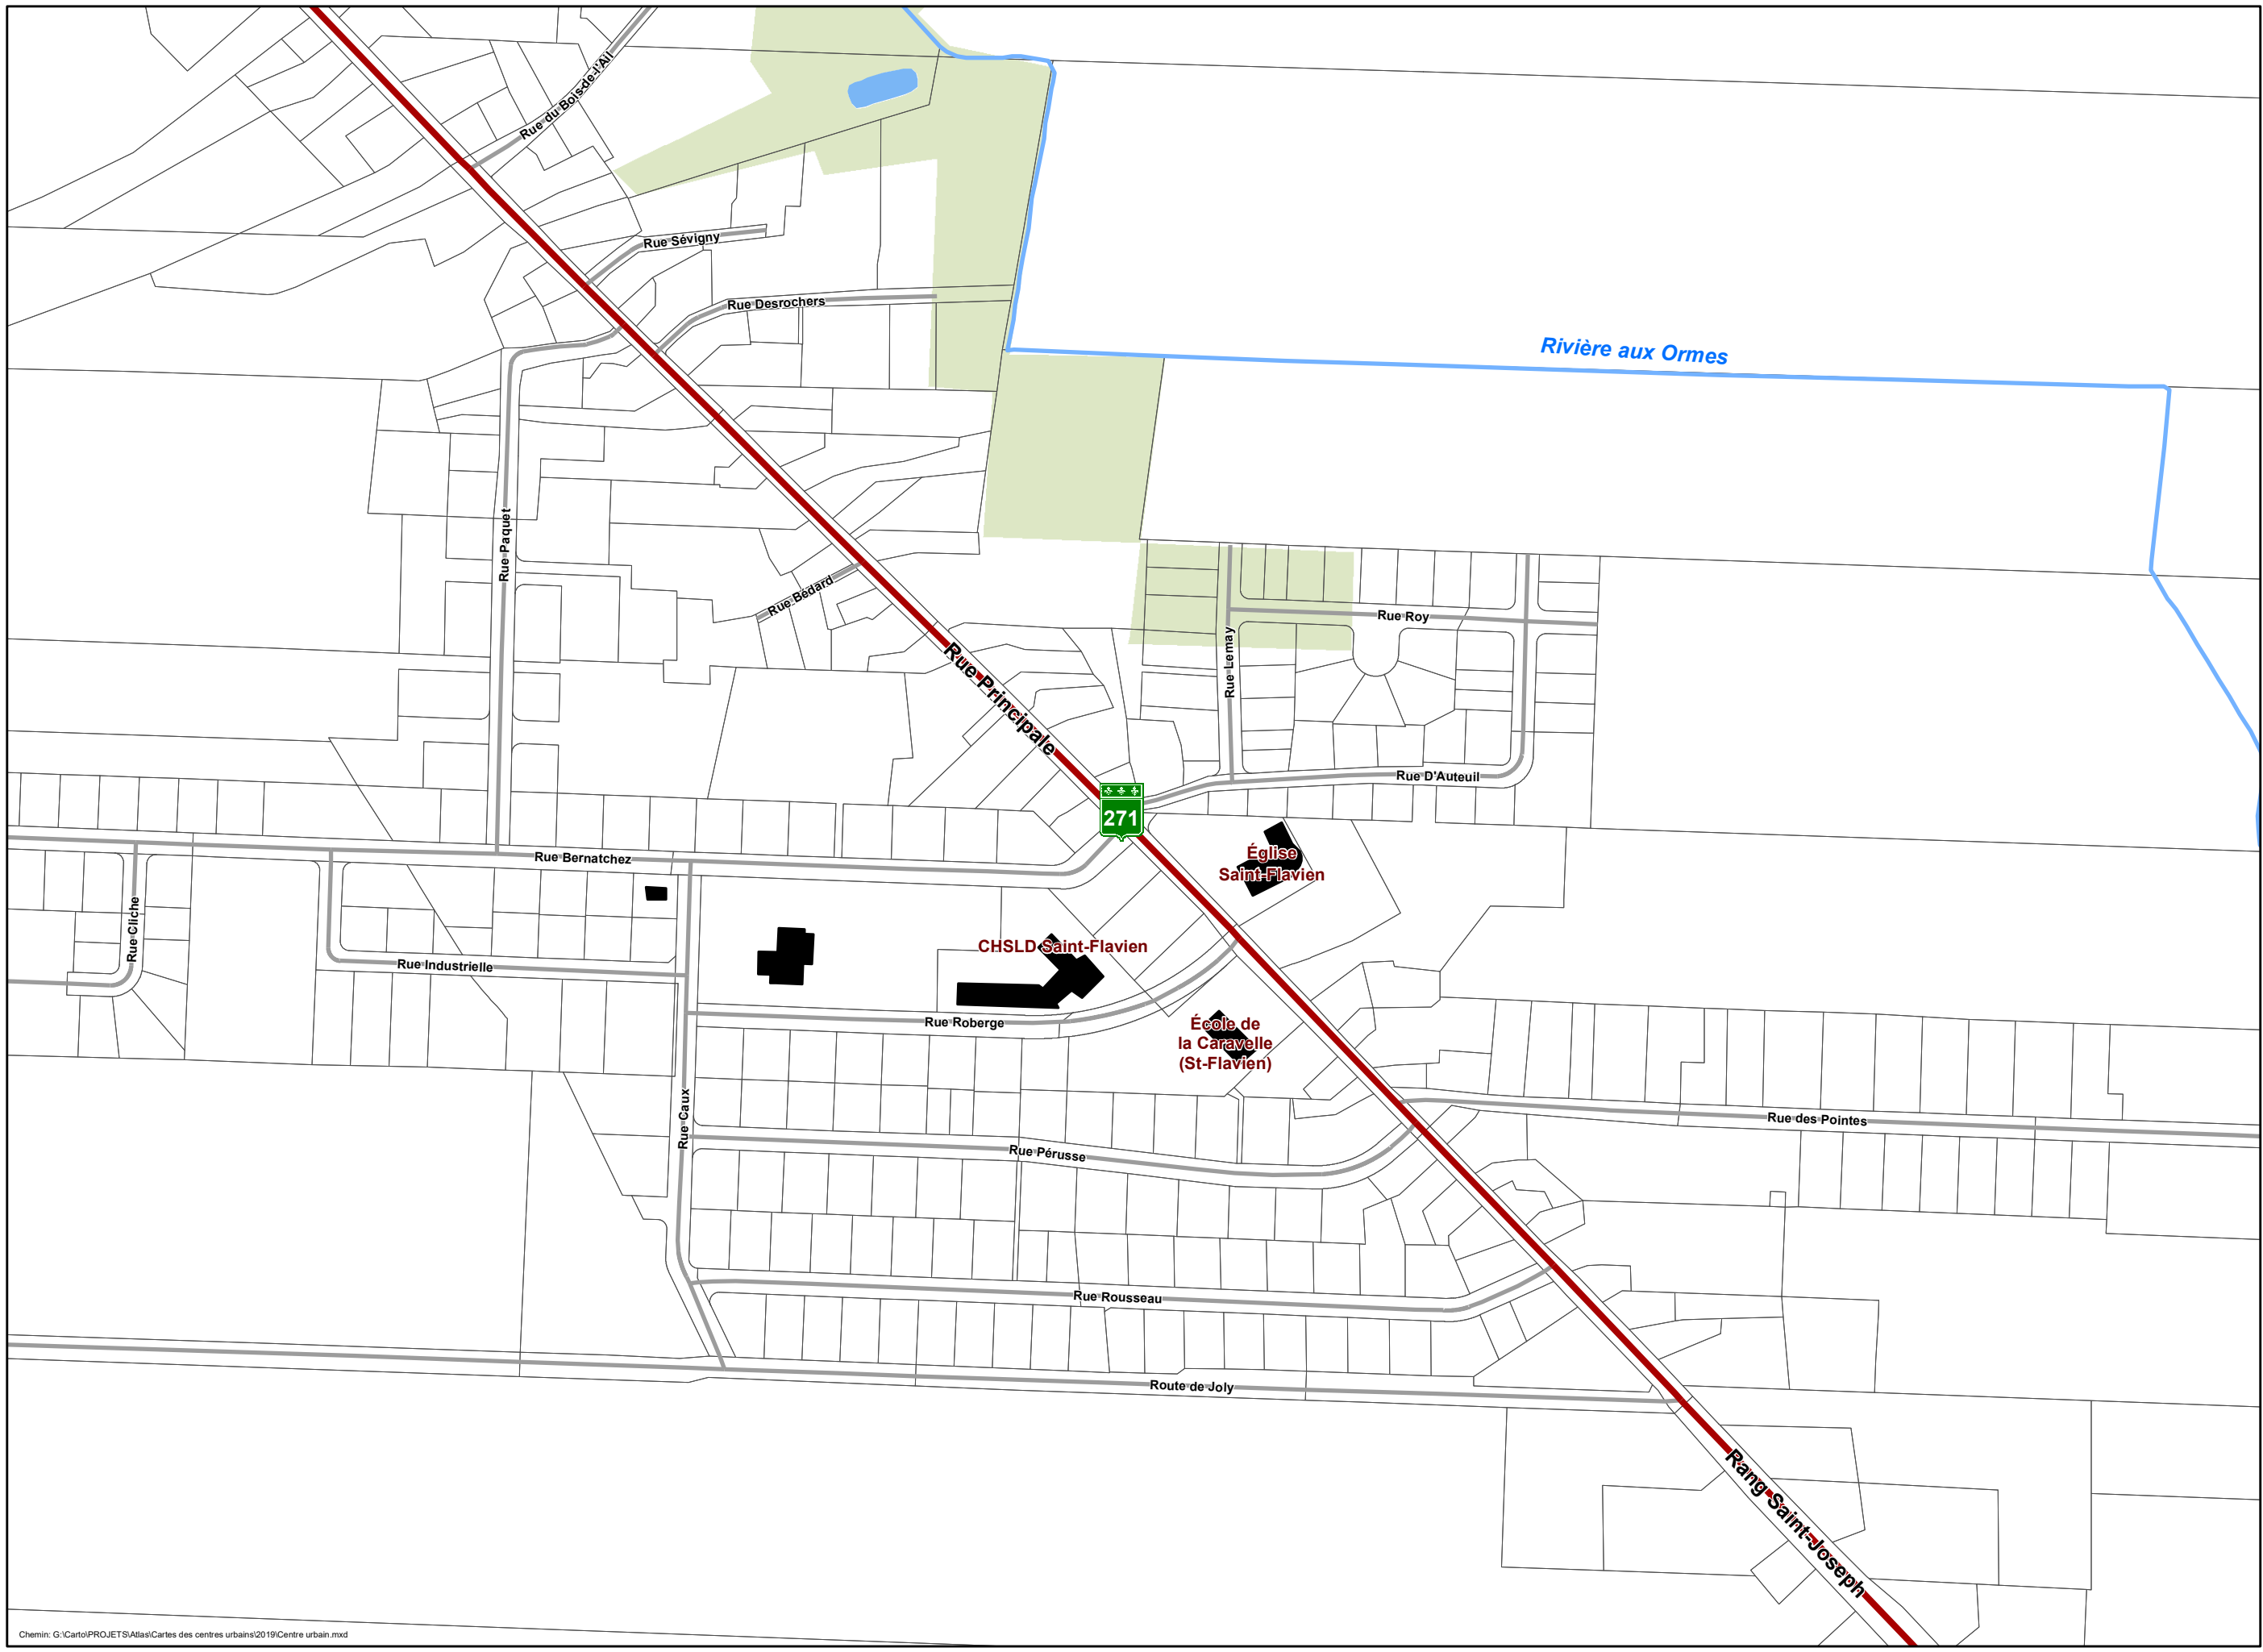 Rue du Bois-de-l'Ail
Rue Sévigny
Rue Desrochers
Rivière aux Ormes
Rue Paquet
Rue Bédard
Rue Roy
Rue Lemay
Rue Principale
Rue D'Auteuil
271
Rue Bernatchez
Église
Saint-Flavien
Rue Cliche
CHSLD Saint-Flavien
Rue Industrielle
Rue Roberge
École de
la Caravelle
(St-Flavien)
Rue Caux
Rue des Pointes
Rue Pérusse
Rue Rousseau
Route de Joly
Rang Saint-Joseph
Chemin: G:\Carto\PROJETS\Atlas\Cartes des centres urbains\2019\Centre urbain.mxd